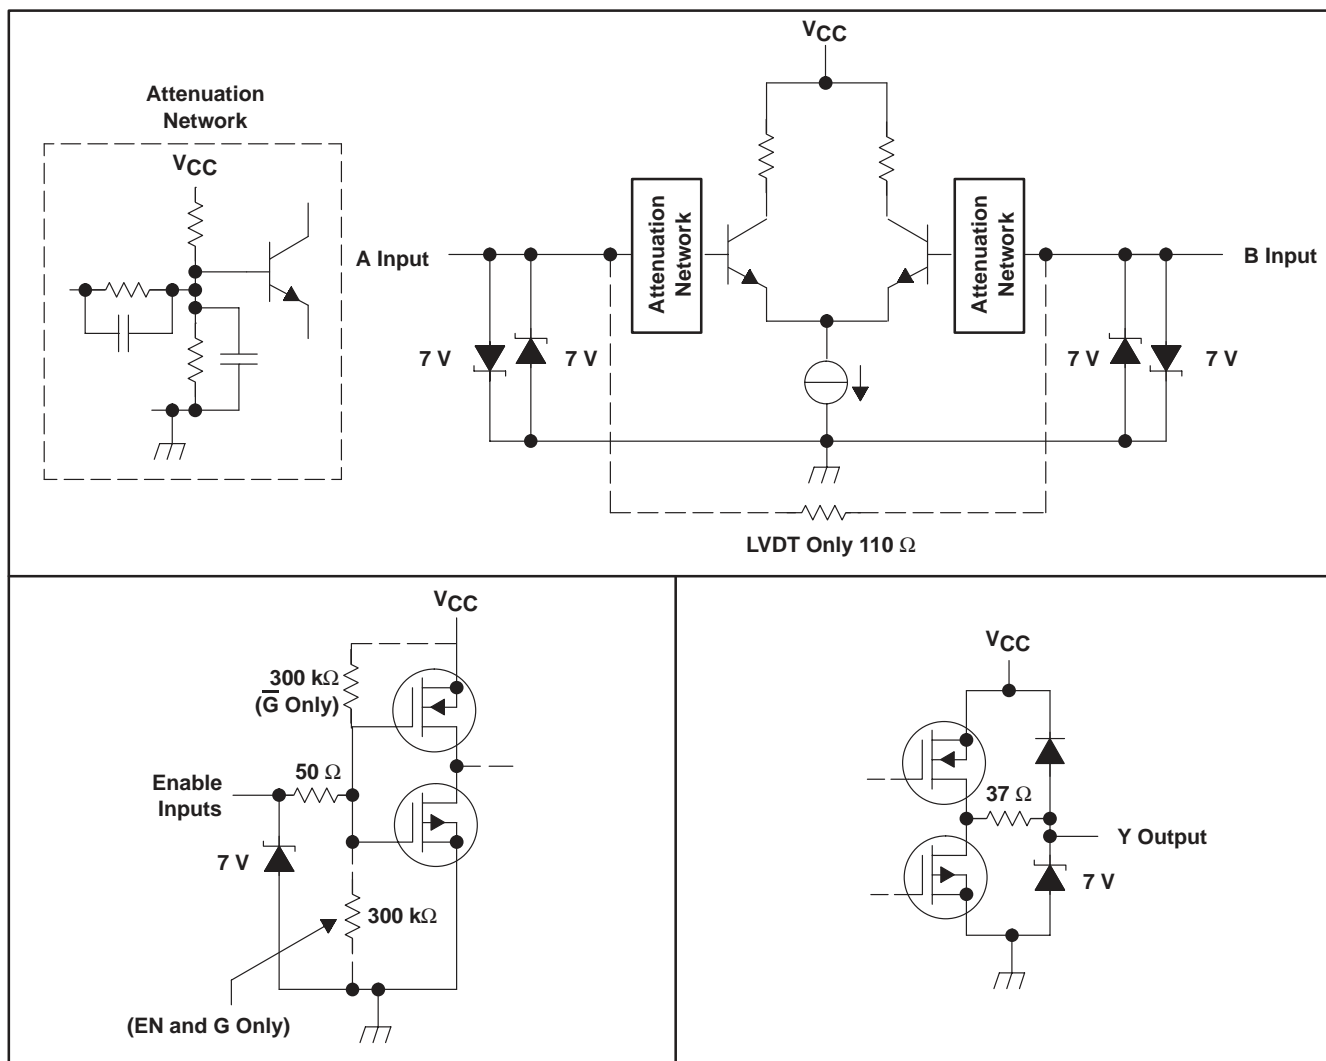 VCC
Attenuation
Network
VCC
A Input
Attenuation
Network
Attenuation
Network
B Input
7 V
7 V
7 V
7 V
LVDT Only 110 Ω
VCC
300 kΩ
(G̅ Only)
Enable
Inputs
50 Ω
7 V
300 kΩ
(EN and G Only)
VCC
37 Ω
Y Output
7 V